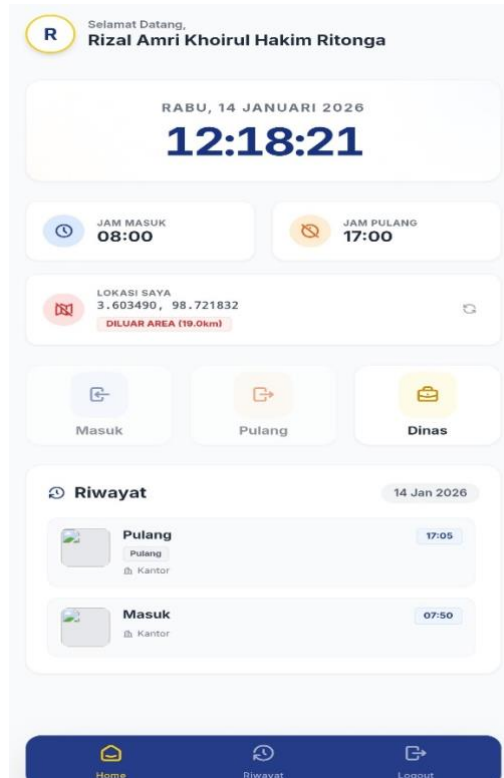 R
Selamat Datang,
Rizal Amri Khoirul Hakim Ritonga
RABU, 14 JANUARI 2026
12:18:21
JAM MASUK
08:00
JAM PULANG
17:00
LOKASI SAYA
3.603490, 98.721832
DILUAR AREA (19.0km)
Masuk
Pulang
Dinas
Riwayat
14 Jan 2026
Pulang
17:05
Pulang
Kantor
Masuk
07:50
Kantor
Home
Riwayat
Logout